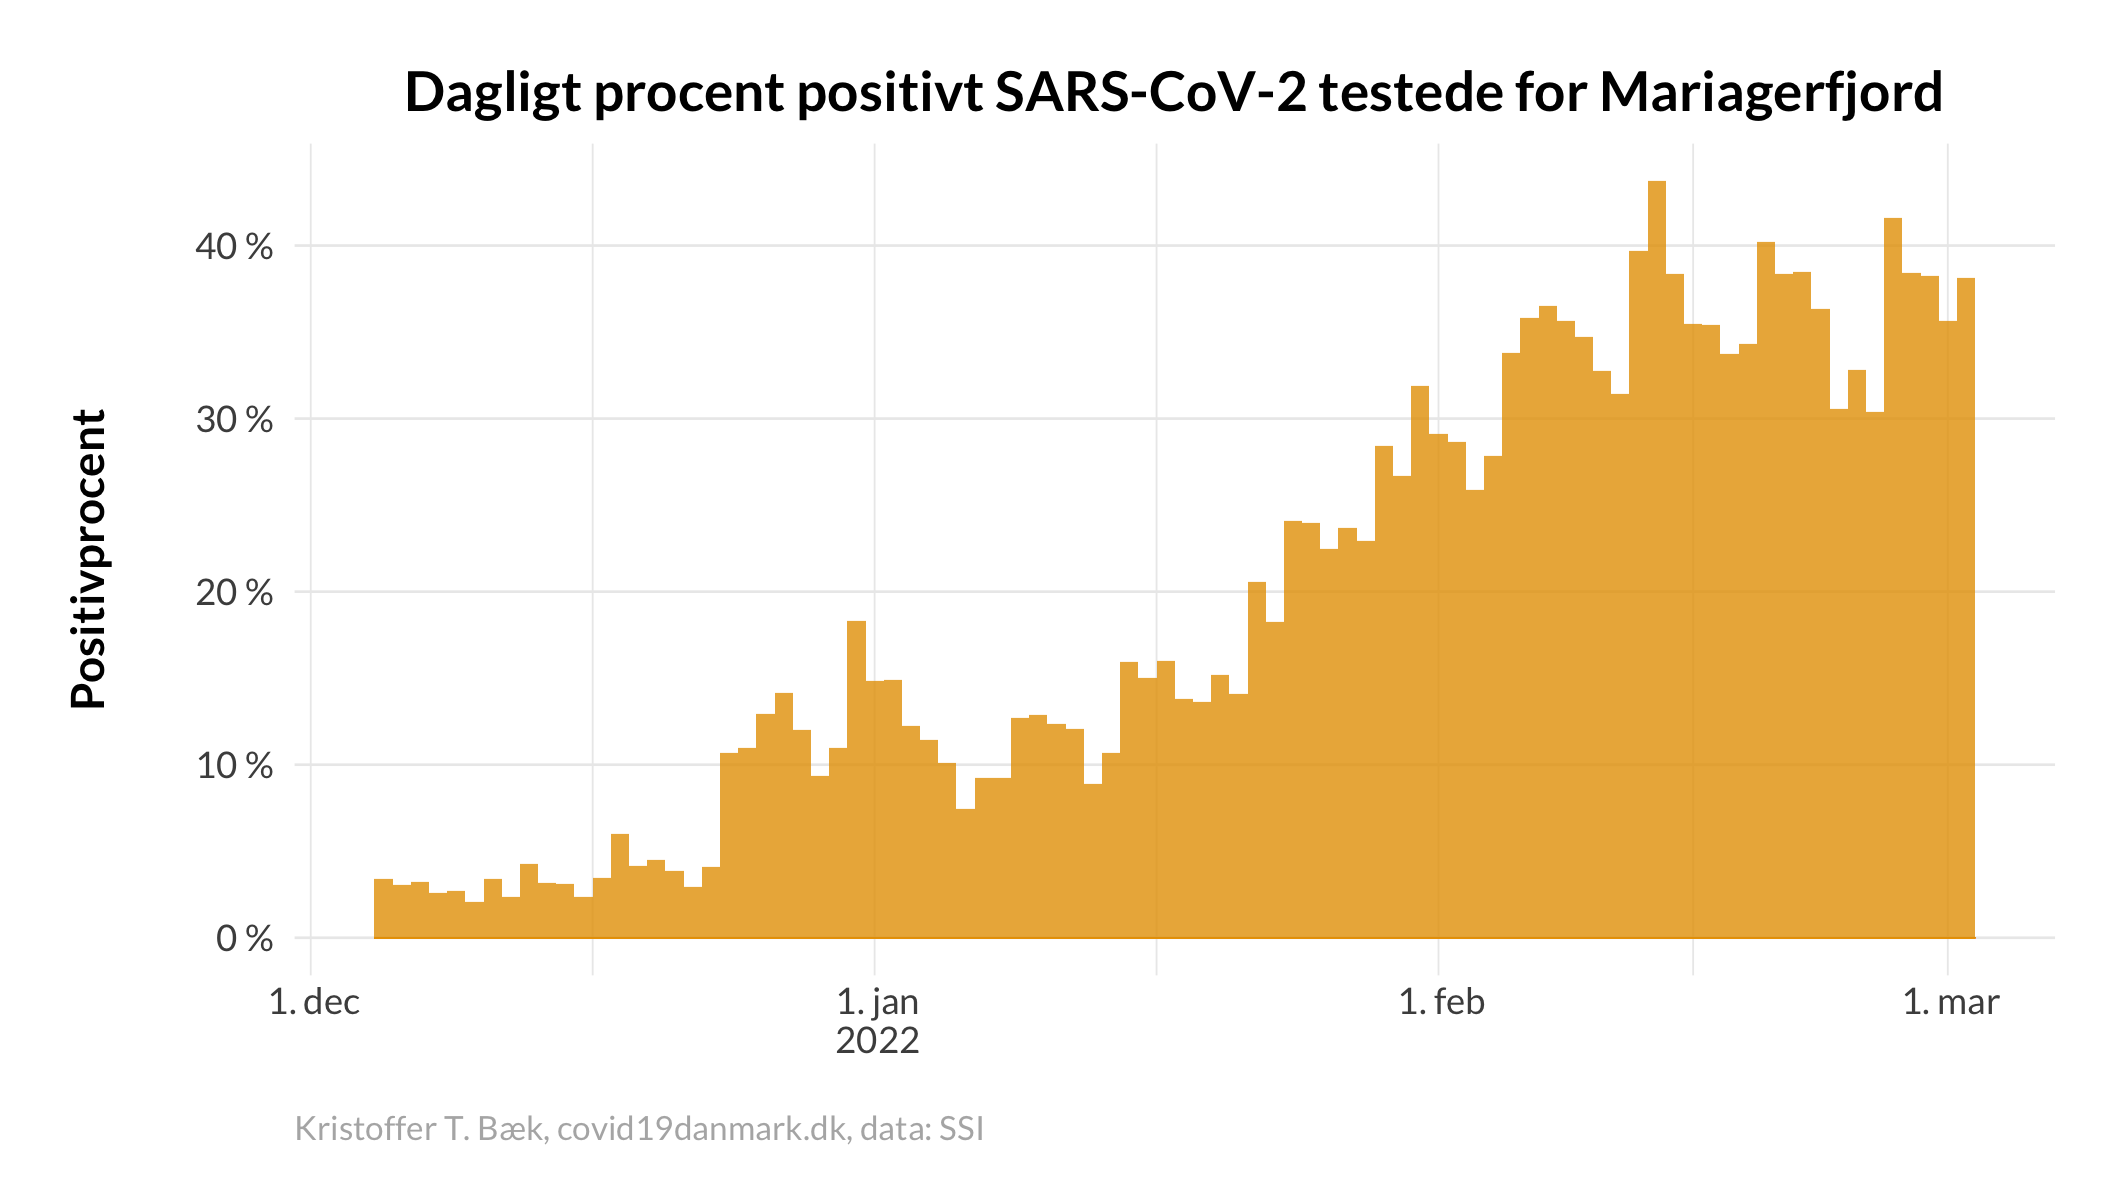 Dagligt procent positivt SARS-CoV-2 testede for Mariagerfjord
Positivprocent
40 %
30 %
20 %
10 %
0 %
1. dec
1. jan
2022
1. feb
1. mar
Kristoffer T. Bæk, covid19danmark.dk, data: SSI